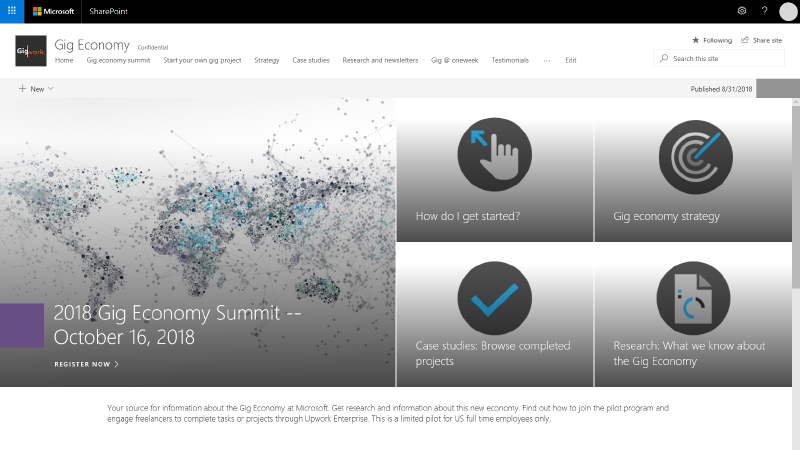 Microsoft SharePoint ?
Gigwork
Gig Economy Confidential
Following Share site
Home Gig economy summit Start your own gig project Strategy Case studies Research and newsletters Gig @ oneweek Testimonials ... Edit
Search this site
+ New Published 8/31/2018
How do I get started?
Gig economy strategy
2018 Gig Economy Summit --
October 16, 2018
REGISTER NOW >
Case studies: Browse completed
projects
Research: What we know about
the Gig Economy
Your source for information about the Gig Economy at Microsoft. Get research and information about this new economy. Find out how to join the pilot program and
engage freelancers to complete tasks or projects through Upwork Enterprise. This is a limited pilot for US full time employees only.